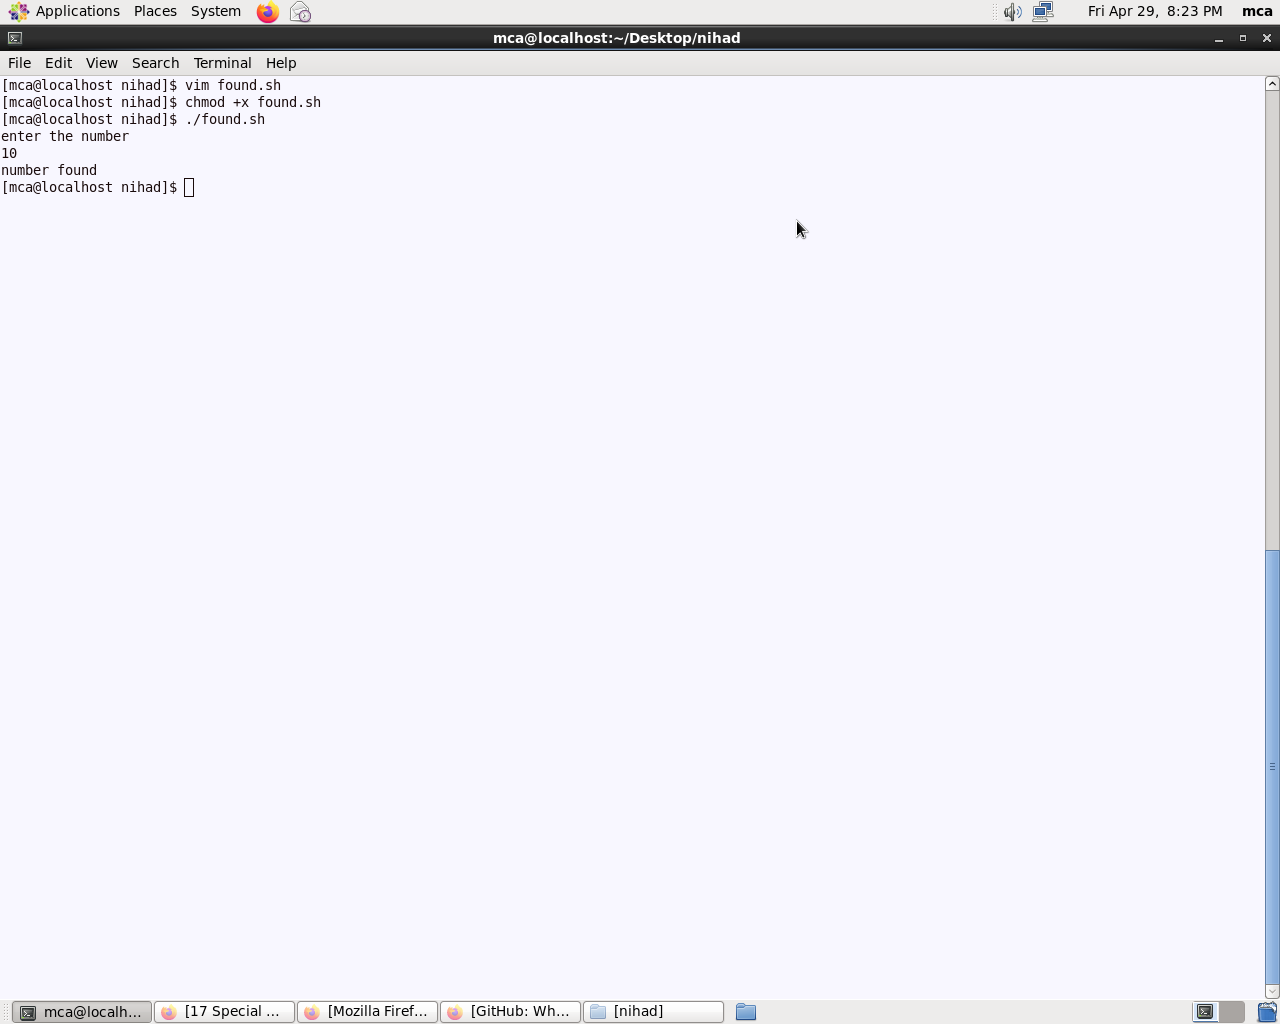 Applications Places System Fri Apr 29, 8:23 PM mca
mca@localhost:~/Desktop/nihad
File Edit View Search Terminal Help
[mca@localhost nihad]$ vim found.sh
[mca@localhost nihad]$ chmod +x found.sh
[mca@localhost nihad]$ ./found.sh
enter the number
10
number found
[mca@localhost nihad]$
mca@localh... [17 Special ... [Mozilla Firef... [GitHub: Wh... [nihad]